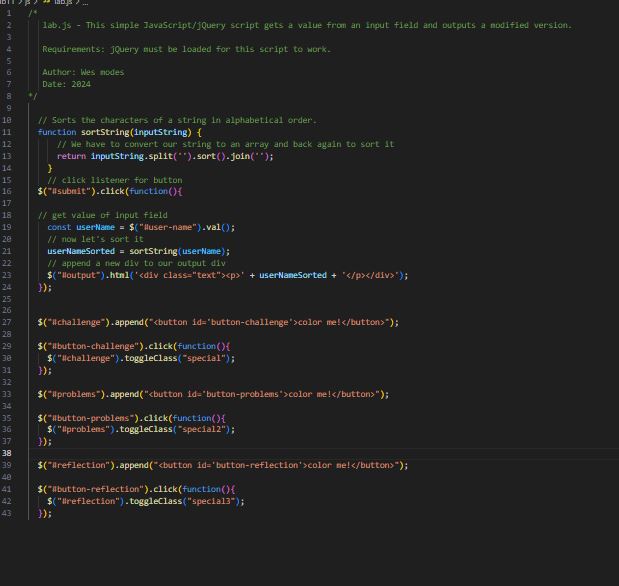 js > lab.js > ...
1 /*
2 lab.js - This simple JavaScript/jQuery script gets a value from an input field and outputs a modified version.
3
4 Requirements: jQuery must be loaded for this script to work.
5
6 Author: Wes modes
7 Date: 2024
8 */
9
10 // Sorts the characters of a string in alphabetical order.
11 function sortString(inputString) {
12 // We have to convert our string to an array and back again to sort it
13 return inputString.split('').sort().join('');
14 }
15 // click listener for button
16 $("#submit").click(function(){
17
18 // get value of input field
19 const userName = $("#user-name").val();
20 // now let's sort it
21 userNameSorted = sortString(userName);
22 // append a new div to our output div
23 $("#output").html('<div class="text"><p>' + userNameSorted + '</p></div>');
24 });
25
26
27 $("#challenge").append("<button id='button-challenge'>color me!</button>");
28
29 $("#button-challenge").click(function(){
30 $("#challenge").toggleClass("special");
31 });
32
33 $("#problems").append("<button id='button-problems'>color me!</button>");
34
35 $("#button-problems").click(function(){
36 $("#problems").toggleClass("special2");
37 });
38
39 $("#reflection").append("<button id='button-reflection'>color me!</button>");
40
41 $("#button-reflection").click(function(){
42 $("#reflection").toggleClass("special3");
43 });